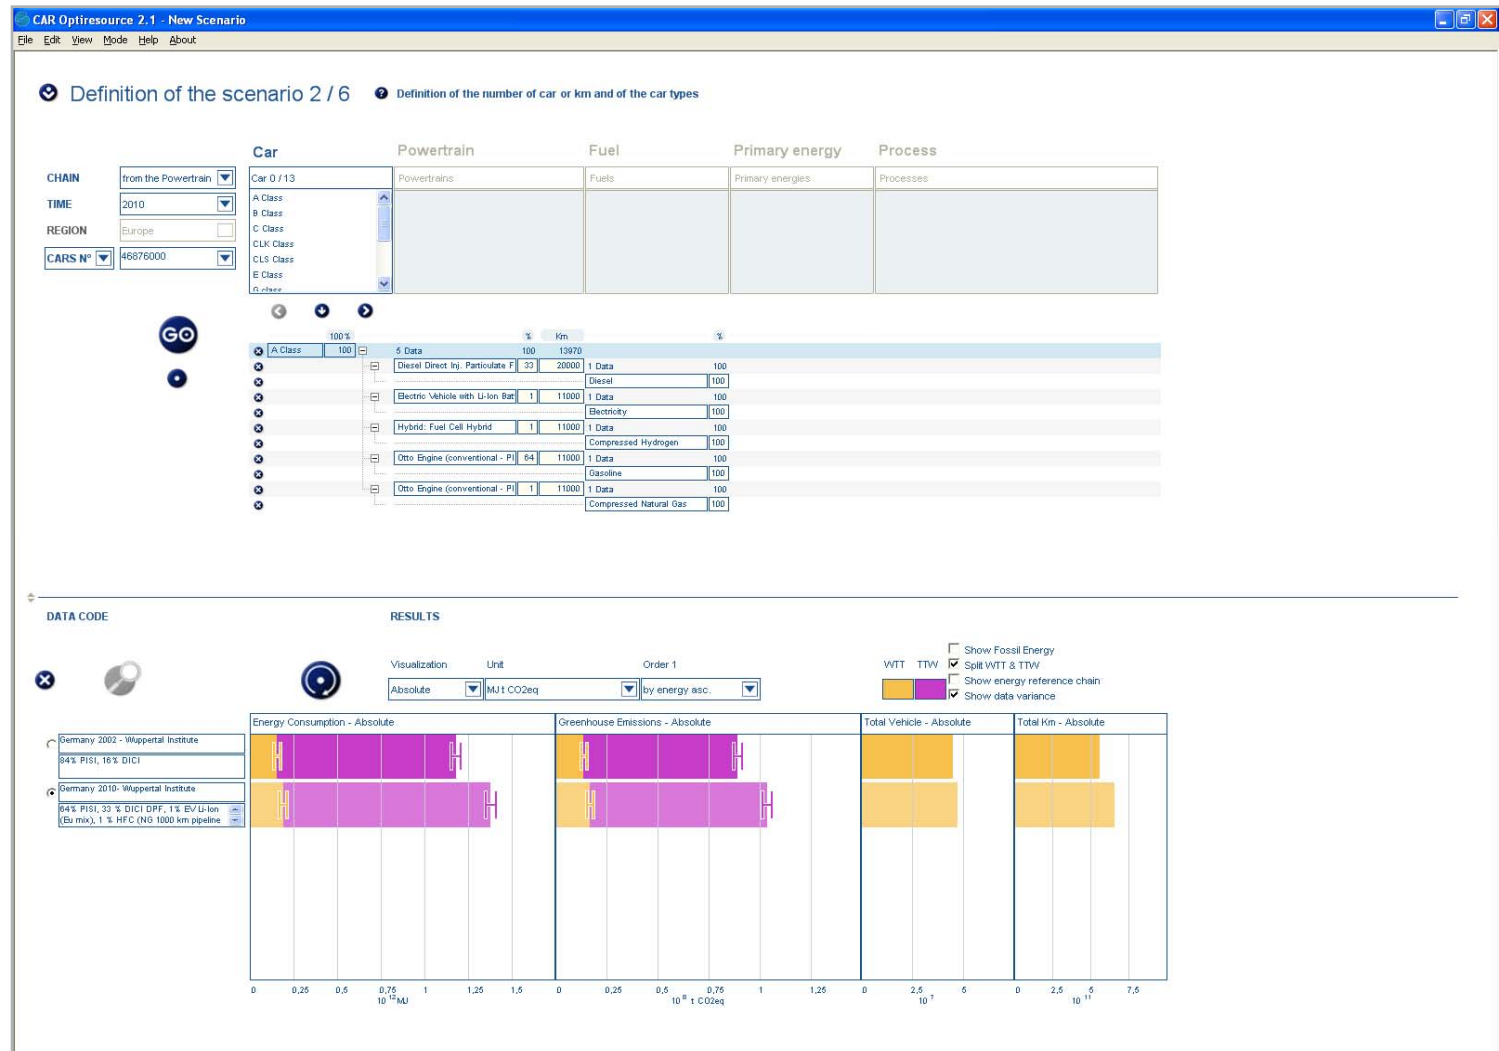 CAR Optiresource 2.1 - New Scenario
File Edit View Mode Help About
Definition of the scenario 2 / 6 ? Definition of the number of car or km and of the car types
Car Powertrain Fuel Primary energy Process
CHAIN from the Powertrain Car 0 / 13 Powertrains Fuels Primary energies Processes
TIME 2010
REGION Europe
CARS N° 46876000
A Class
B Class
C Class
CLK Class
CLS Class
E Class
G class
GO
100% % Km %
A Class 100 5 Data 100 13970
Diesel Direct Inj. Particulate F 33 20000 1 Data 100
Diesel 100
Electric Vehicle with Li-Ion Bat 1 11000 1 Data 100
Electricity 100
Hybrid: Fuel Cell Hybrid 1 11000 1 Data 100
Compressed Hydrogen 100
Otto Engine (conventional - PI 64 11000 1 Data 100
Gasoline 100
Otto Engine (conventional - PI 1 11000 1 Data 100
Compressed Natural Gas 100
DATA CODE RESULTS
Visualization Unit Order 1
Absolute MJ t CO2eq by energy asc.
WTT TTW
Show Fossil Energy
Split WTT & TTW
Show energy reference chain
Show data variance
Energy Consumption - Absolute Greenhouse Emissions - Absolute Total Vehicle - Absolute Total Km - Absolute
Germany 2002 - Wuppertal Institute
84% PISI, 16% DICI
Germany 2010- Wuppertal Institute
64% PISI, 33 % DICI DPF, 1% EV Li-Ion
(Eu mix), 1 % HFC (NG 1000 km pipeline
0 0,25 0,5 0,75 1 1,25 1,5 0 0,25 0,5 0,75 1 1,25 0 2,5 5 0 2,5 5 7,5
10 12 MJ 10 8 t CO2eq 10 7 10 11